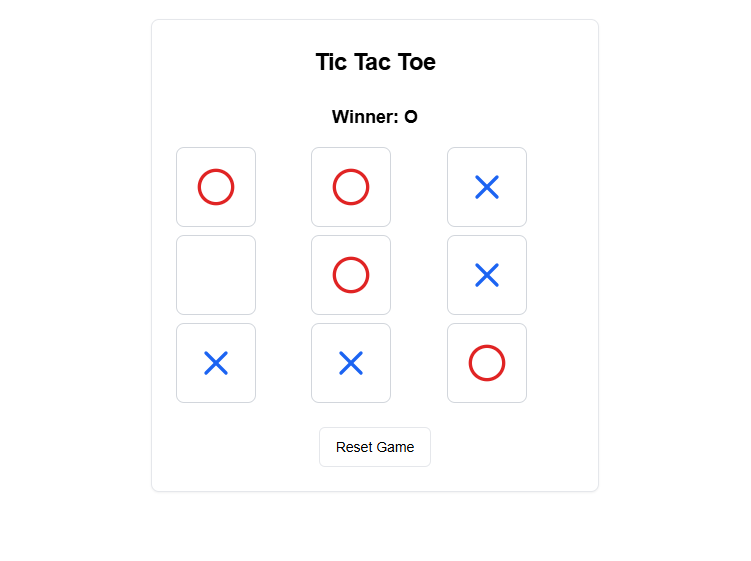 Tic Tac Toe
Winner: O
O O X
O X
X X O
Reset Game